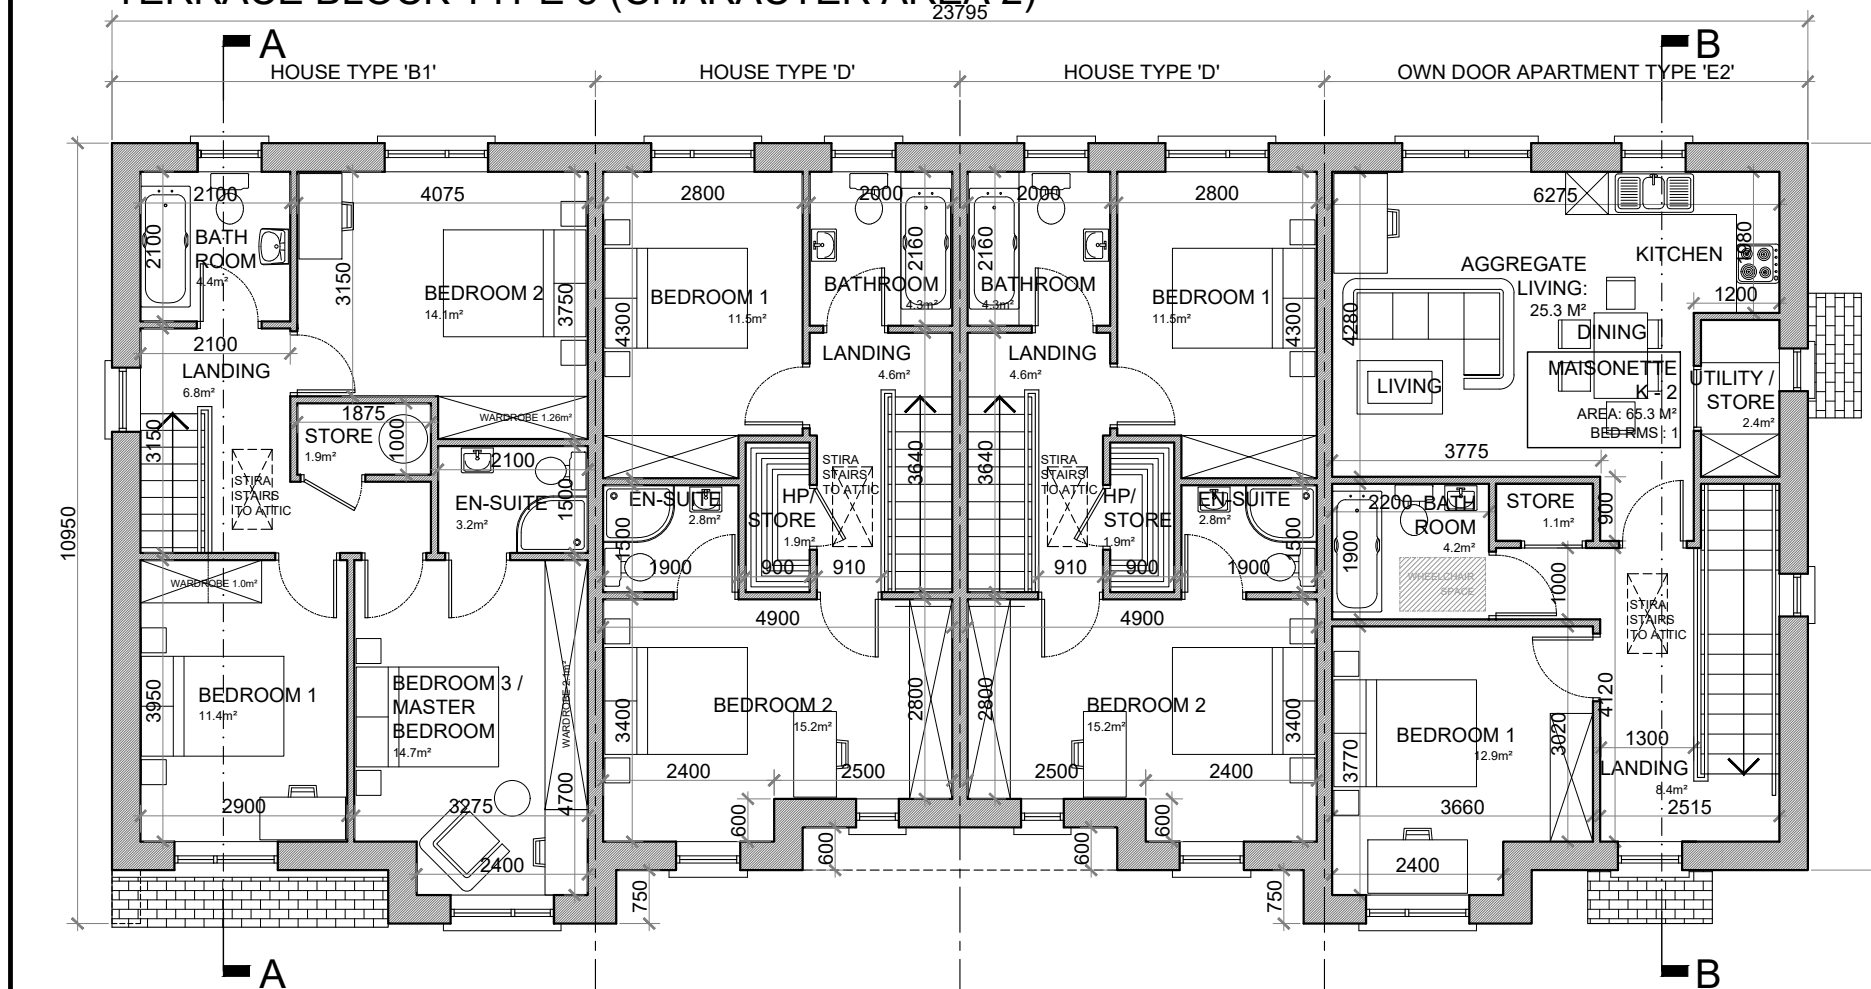 23795
A
B
HOUSE TYPE 'B1'
HOUSE TYPE 'D'
HOUSE TYPE 'D'
OWN DOOR APARTMENT TYPE 'E2'
10950
2100
2100
BATH
ROOM
4.4m²
4075
3150
3750
BEDROOM 2
14.1m²
2100
LANDING
6.8m²
3150
1875
STORE
1.9m²
1000
WARDROBE 1.26m²
2100
EN-SUITE
3.2m²
1500
STIRA
STAIRS
TO ATTIC
WARDROBE 1.0m²
3950
BEDROOM 1
11.4m²
2900
BEDROOM 3 /
MASTER
BEDROOM
14.7m²
3275
4700
2400
2800
4300
BEDROOM 1
11.5m²
2000
2160
BATHROOM
4.3m²
LANDING
4.6m²
3640
STIRA
STAIRS
TO ATTIC
EN-SUITE
2.8m²
HP/
STORE
1.9m²
1500
1900
900
910
4900
3400
BEDROOM 2
15.2m²
2800
2400
2500
600
600
750
2000
2160
BATHROOM
4.3m²
2800
4300
BEDROOM 1
11.5m²
LANDING
4.6m²
3640
STIRA
STAIRS
TO ATTIC
HP/
STORE
1.9m²
EN-SUITE
2.8m²
1500
910
900
1900
4900
2800
BEDROOM 2
15.2m²
3400
2500
2400
600
600
750
6275
KITCHEN
AGGREGATE
LIVING:
25.3 M²
1200
4280
DINING
LIVING
MAISONETTE
K - 2
AREA: 65.3 M²
BED RMS : 1
UTILITY /
STORE
2.4m²
3775
2200
BATH
ROOM
4.2m²
STORE
1.1m²
900
1900
WHEELCHAIR
SPACE
1000
STIRA
STAIRS
TO ATTIC
4120
BEDROOM 1
12.9m²
3770
3020
1300
LANDING
8.4m²
3660
2515
2400
A
B